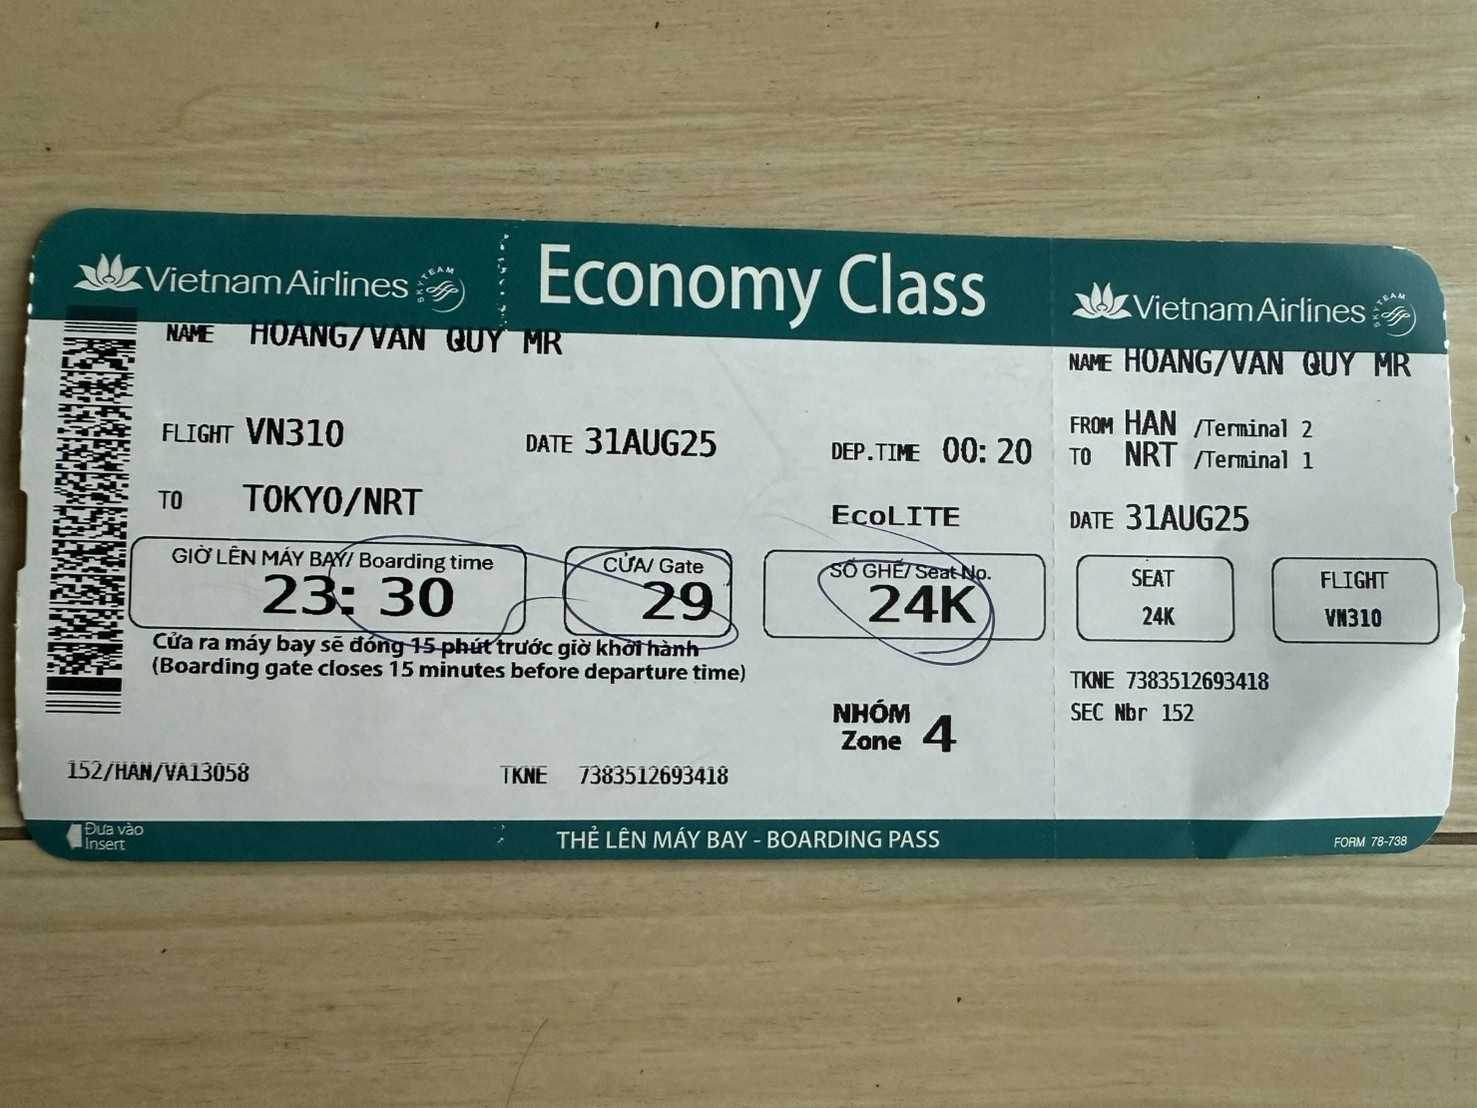 Vietnam Airlines SKYTEAM
Economy Class
NAME HOANG/VAN QUY MR
FLIGHT VN310 DATE 31AUG25 DEP.TIME 00: 20
TO TOKYO/NRT
EcoLITE
GIỜ LÊN MÁY BAY/ Boarding time
23: 30
CỬA/ Gate
29
SỐ GHẾ/ Seat No.
24K
Cửa ra máy bay sẽ đóng 15 phút trước giờ khởi hành
(Boarding gate closes 15 minutes before departure time)
NHÓM
Zone 4
152/HAN/VA13058 TKNE 7383512693418
Đưa vào
Insert
THẺ LÊN MÁY BAY - BOARDING PASS
Vietnam Airlines SKYTEAM
NAME HOANG/VAN QUY MR
FROM HAN /Terminal 2
TO NRT /Terminal 1
DATE 31AUG25
SEAT
24K
FLIGHT
VN310
TKNE 7383512693418
SEC Nbr 152
FORM 78-738